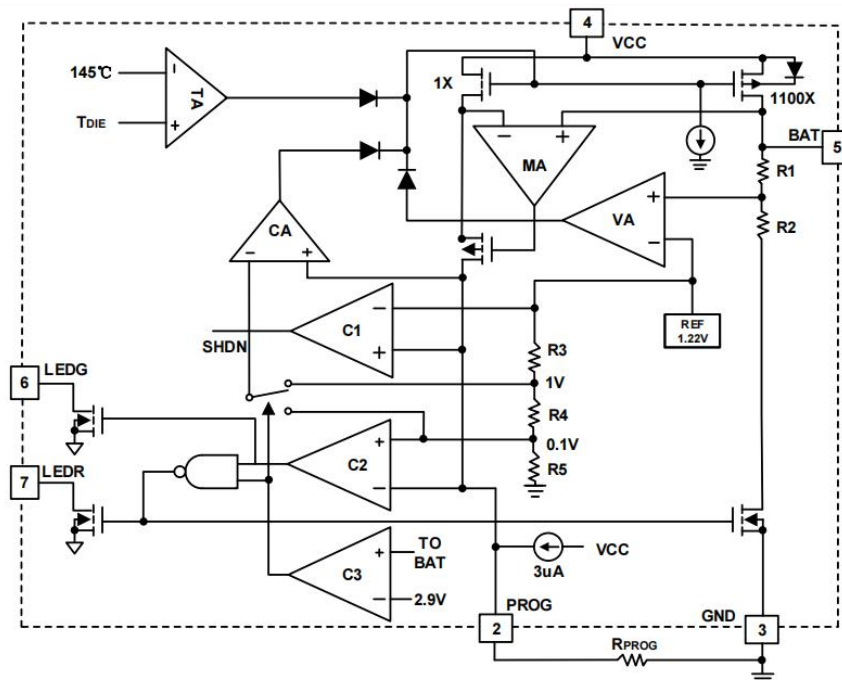 4
VCC
145℃
TA
TDIE
1X
1100X
BAT
5
MA
R1
VA
R2
CA
REF
1.22V
C1
SHDN
R3
1V
6
LEDG
R4
0.1V
C2
R5
7
LEDR
C3
TO
BAT
2.9V
3uA
VCC
PROG
2
GND
3
RPROG